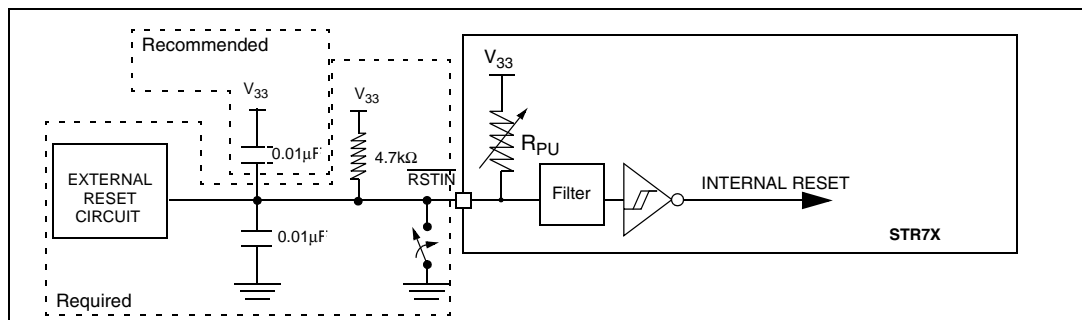 Recommended
V33
0.01μF
V33
4.7kΩ
RSTIN
EXTERNAL
RESET
CIRCUIT
0.01μF
Required
V33
RPU
Filter
INTERNAL RESET
STR7X